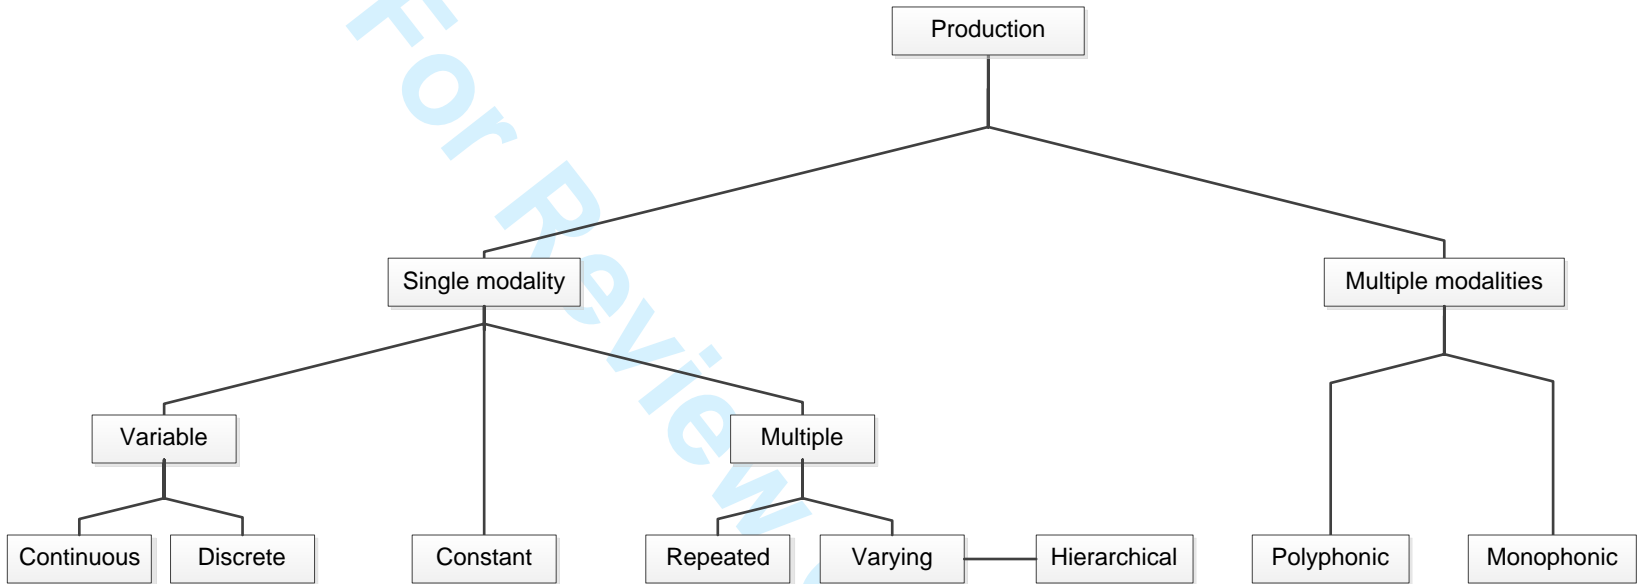 Production
Single modality
Multiple modalities
Variable
Multiple
Continuous
Discrete
Constant
Repeated
Varying
Hierarchical
Polyphonic
Monophonic
For Review